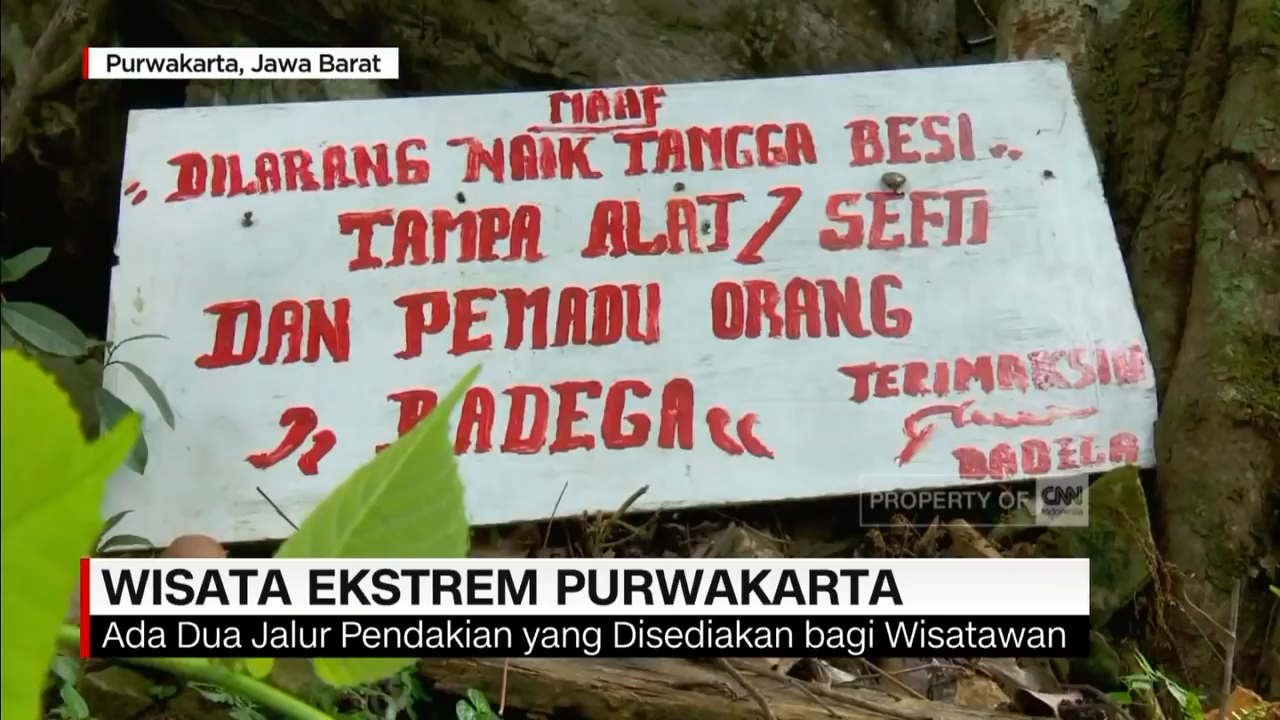 Purwakarta, Jawa Barat
MAAF
„ DILARANG NAIK TANGGA BESI „
TAMPA ALAT / SEFTI
DAN PEMADU ORANG
„ BADEGA “
TERIMAKSIH
BADEGA
PROPERTY OF CNN Indonesia
WISATA EKSTREM PURWAKARTA
Ada Dua Jalur Pendakian yang Disediakan bagi Wisatawan